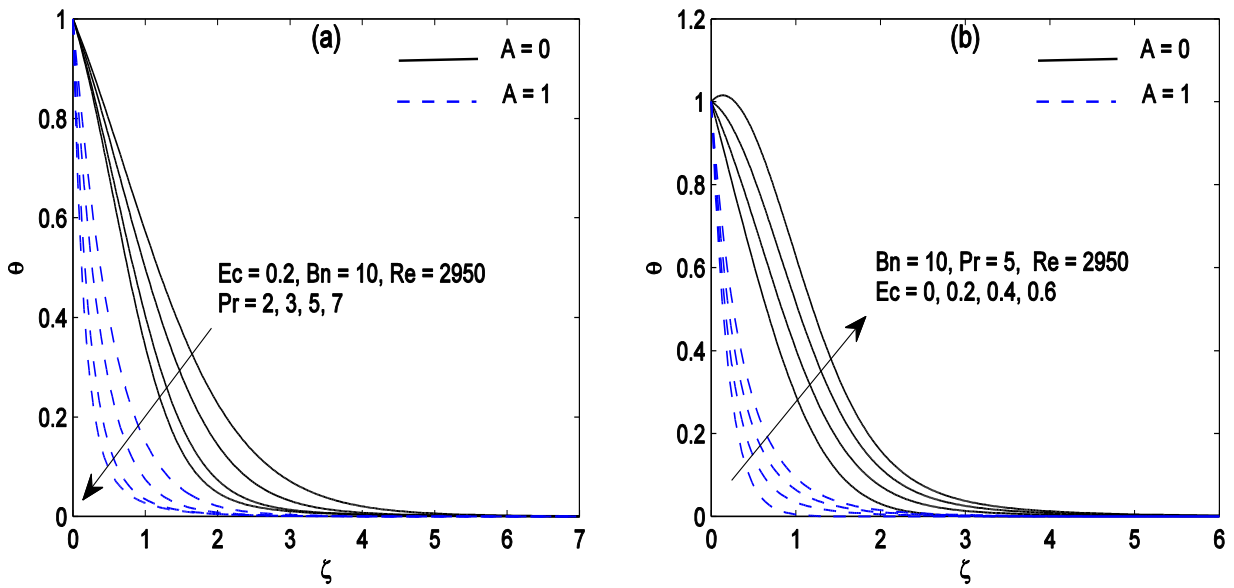 (a)
A = 0
A = 1
Ec = 0.2, Bn = 10, Re = 2950
Pr = 2, 3, 5, 7
1
0.8
0.6
0.4
0.2
0
θ
0 1 2 3 4 5 6 7
ζ
(b)
A = 0
A = 1
Bn = 10, Pr = 5, Re = 2950
Ec = 0, 0.2, 0.4, 0.6
1.2
1
0.8
0.6
0.4
0.2
0
θ
0 1 2 3 4 5 6
ζ